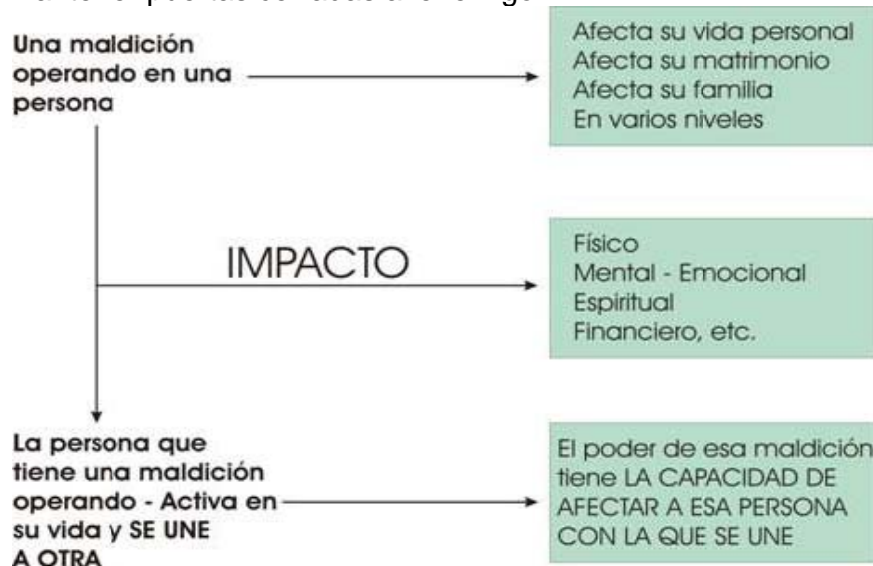 Una maldición
operando en una
persona
Afecta su vida personal
Afecta su matrimonio
Afecta su familia
En varios niveles
IMPACTO
Físico
Mental - Emocional
Espiritual
Financiero, etc.
La persona que
tiene una maldición
operando - Activa en
su vida y SE UNE
A OTRA
El poder de esa maldición
tiene LA CAPACIDAD DE
AFECTAR A ESA PERSONA
CON LA QUE SE UNE